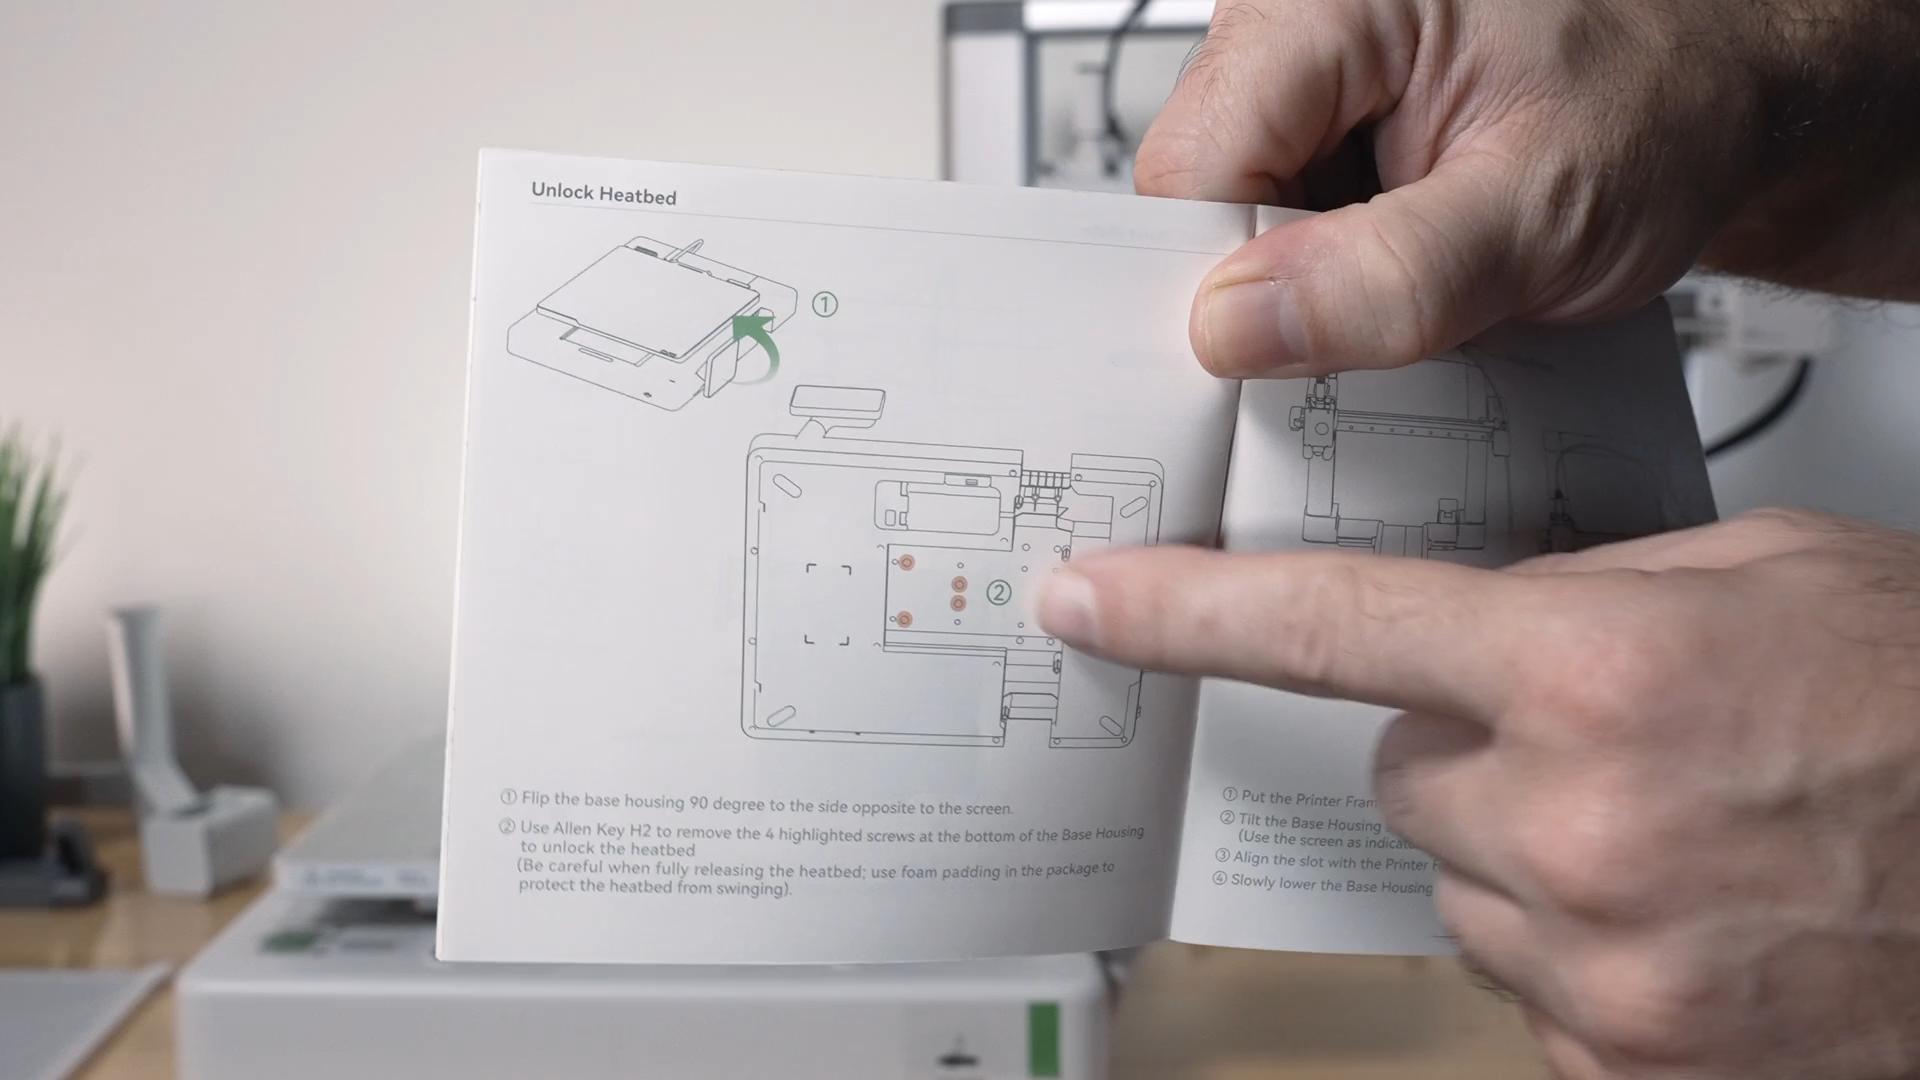 Unlock Heatbed
①
②
① Flip the base housing 90 degree to the side opposite to the screen.
② Use Allen Key H2 to remove the 4 highlighted screws at the bottom of the Base Housing
to unlock the heatbed
(Be careful when fully releasing the heatbed; use foam padding in the package to
protect the heatbed from swinging).
① Put the Printer
② Tilt the Base Housing
(Use the screen as
③ Align the slot with the Printer
④ Slowly lower the Base Housing